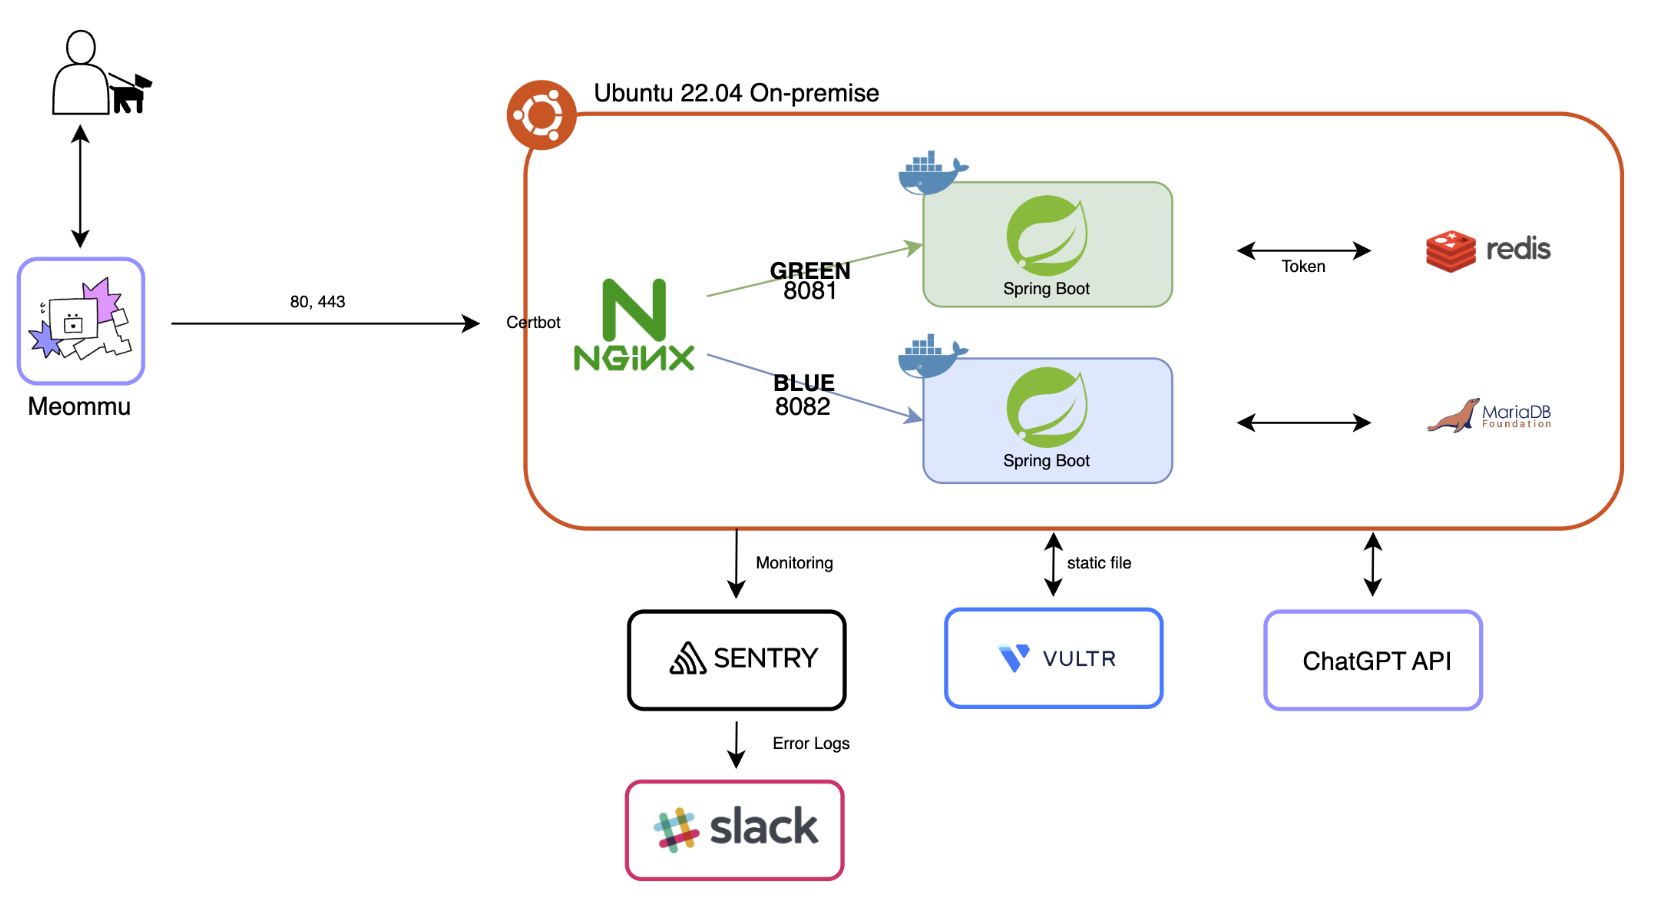 Ubuntu 22.04 On-premise
GREEN
8081
Spring Boot
Token
redis
80, 443
Certbot
NGINX
Meommu
BLUE
8082
Spring Boot
MariaDB
Foundation
Monitoring
static file
SENTRY
VULTR
ChatGPT API
Error Logs
slack